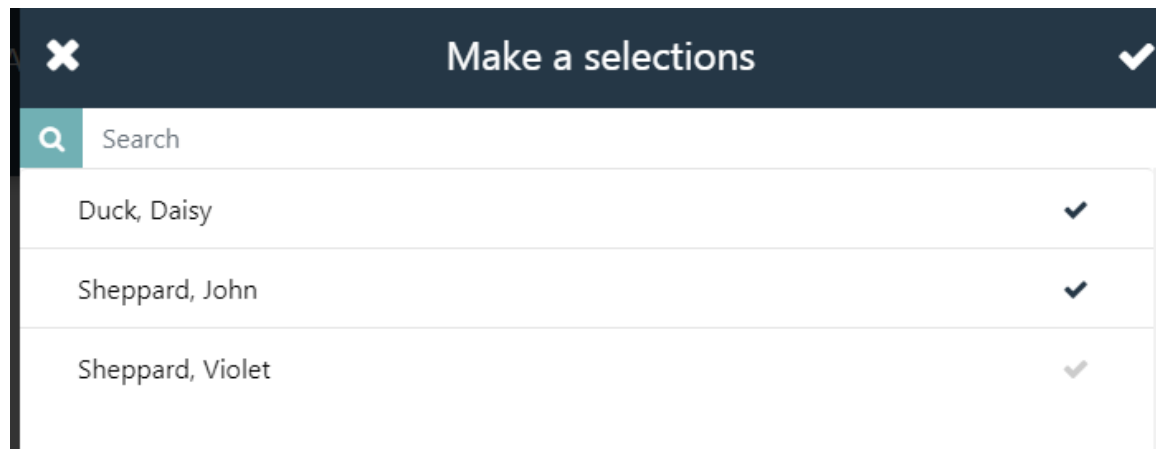 Make a selections
Search
Duck, Daisy
Sheppard, John
Sheppard, Violet